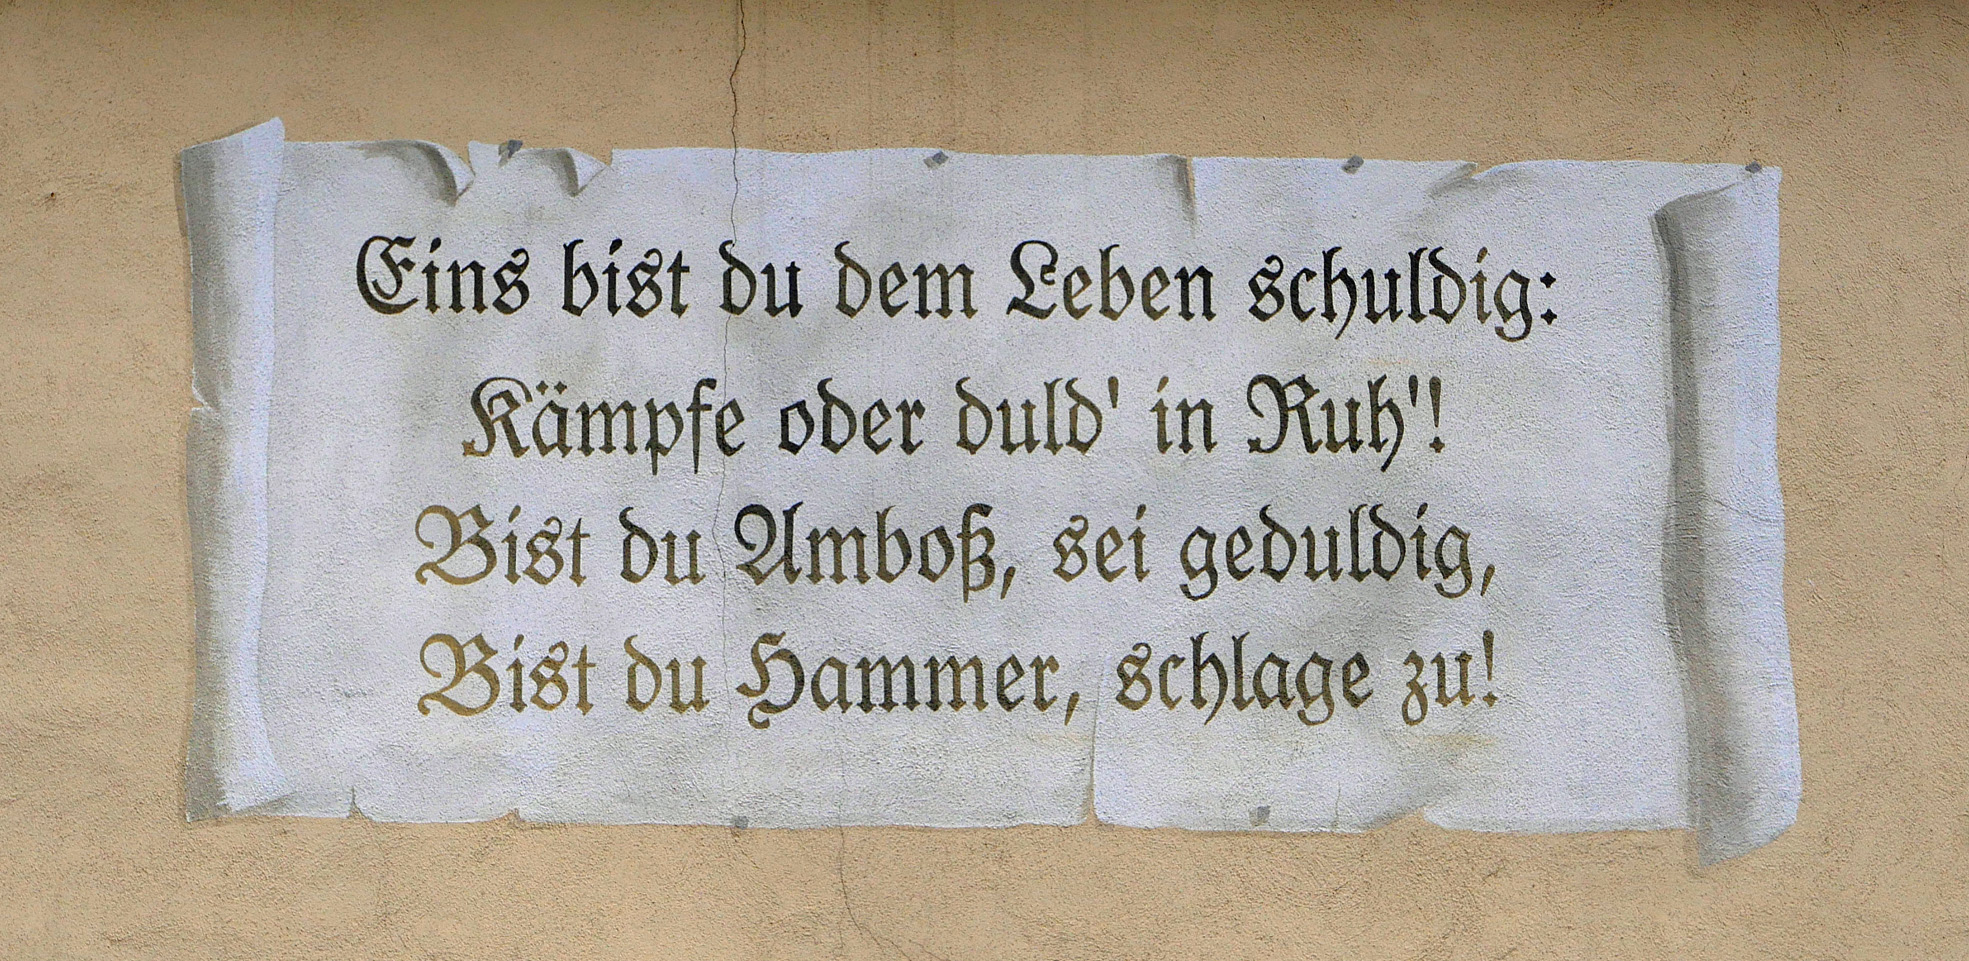 Eins bist du dem Leben schuldig:
Kämpfe oder duld' in Ruh'!
Bist du Amboß, sei geduldig,
Bist du Hammer, schlage zu!